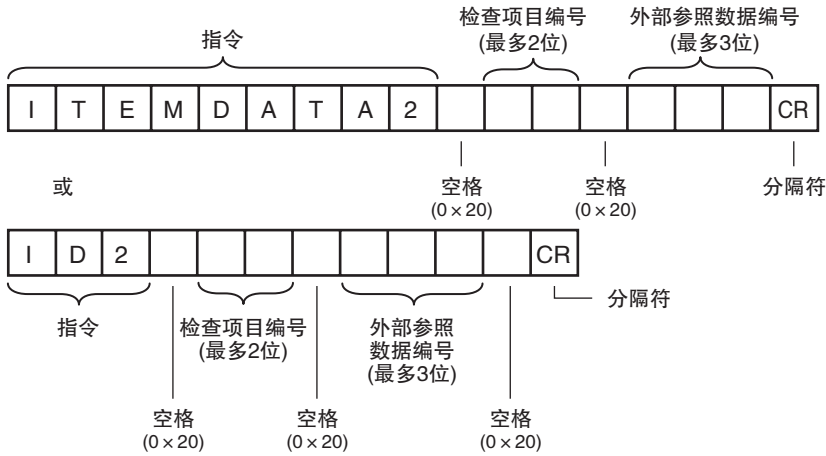 指令
检查项目编号
(最多2位)
外部参照数据编号
(最多3位)
I T E M D A T A 2 CR
空格
(0×20)
空格
(0×20)
分隔符
或
I D 2 CR
分隔符
指令
检查项目编号
(最多2位)
外部参照
数据编号
(最多3位)
空格
(0×20)
空格
(0×20)
空格
(0×20)